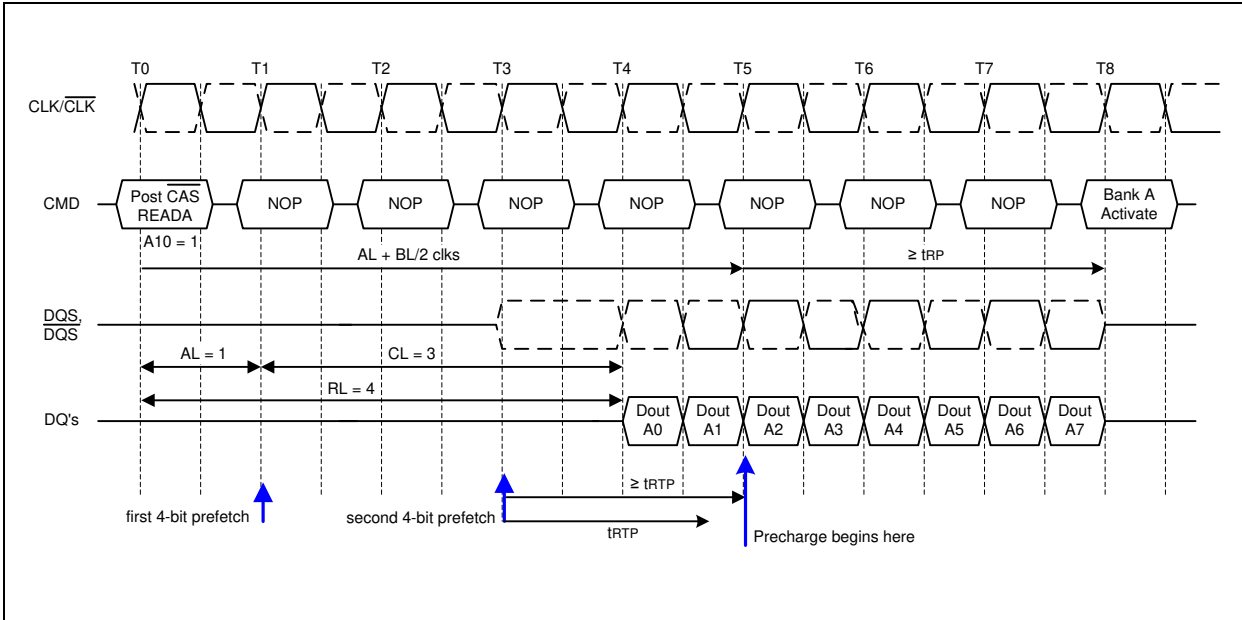 T0 T1 T2 T3 T4 T5 T6 T7 T8
CLK/CLK
CMD
Post CAS
READA
NOP NOP NOP NOP NOP NOP NOP
Bank A
Activate
A10 = 1
AL + BL/2 clks
≥ tRP
DQS,
DQS
AL = 1
CL = 3
RL = 4
DQ's
Dout
A0
Dout
A1
Dout
A2
Dout
A3
Dout
A4
Dout
A5
Dout
A6
Dout
A7
≥ tRTP
first 4-bit prefetch
second 4-bit prefetch
tRTP
Precharge begins here